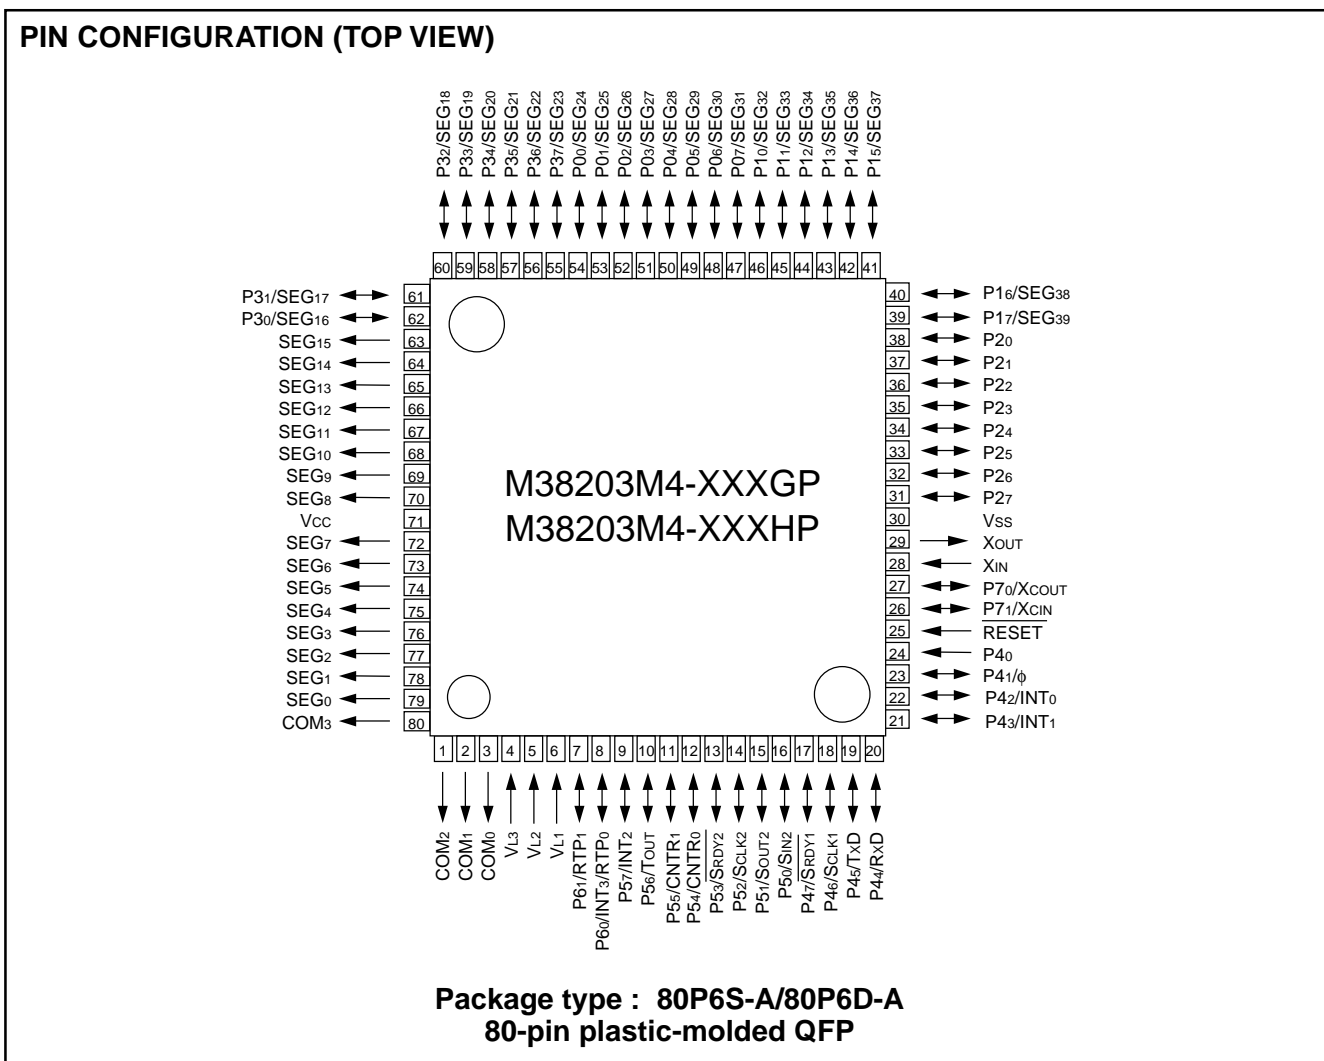 PIN CONFIGURATION (TOP VIEW)
P32/SEG18
P33/SEG19
P34/SEG20
P35/SEG21
P36/SEG22
P37/SEG23
P00/SEG24
P01/SEG25
P02/SEG26
P03/SEG27
P04/SEG28
P05/SEG29
P06/SEG30
P07/SEG31
P10/SEG32
P11/SEG33
P12/SEG34
P13/SEG35
P14/SEG36
P15/SEG37
60 59 58 57 56 55 54 53 52 51 50 49 48 47 46 45 44 43 42 41
P31/SEG17 61
P30/SEG16 62
SEG15 63
SEG14 64
SEG13 65
SEG12 66
SEG11 67
SEG10 68
SEG9 69
SEG8 70
VCC 71
SEG7 72
SEG6 73
SEG5 74
SEG4 75
SEG3 76
SEG2 77
SEG1 78
SEG0 79
COM3 80
M38203M4-XXXGP
M38203M4-XXXHP
40 P16/SEG38
39 P17/SEG39
38 P20
37 P21
36 P22
35 P23
34 P24
33 P25
32 P26
31 P27
30 VSS
29 XOUT
28 XIN
27 P70/XCOUT
26 P71/XCIN
25 RESET
24 P40
23 P41/ϕ
22 P42/INT0
21 P43/INT1
1 2 3 4 5 6 7 8 9 10 11 12 13 14 15 16 17 18 19 20
COM2
COM1
COM0
VL3
VL2
VL1
P61/RTP1
P60/INT3/RTP0
P57/INT2
P56/TOUT
P55/CNTR1
P54/CNTR0
P53/SRDY2
P52/SCLK2
P51/SOUT2
P50/SIN2
P47/SRDY1
P46/SCLK1
P45/TXD
P44/RXD
Package type : 80P6S-A/80P6D-A
80-pin plastic-molded QFP